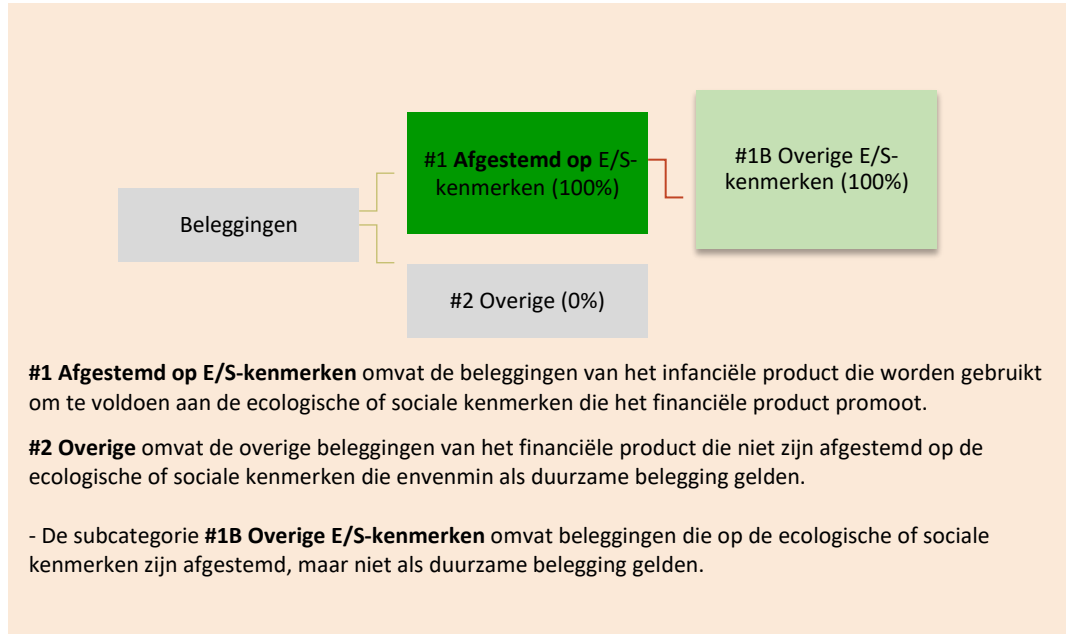 #1 Afgestemd op E/S-
kenmerken (100%)
#1B Overige E/S-
kenmerken (100%)
Beleggingen
#2 Overige (0%)
#1 Afgestemd op E/S-kenmerken omvat de beleggingen van het infanciële product die worden gebruikt
om te voldoen aan de ecologische of sociale kenmerken die het financiële product promoot.
#2 Overige omvat de overige beleggingen van het financiële product die niet zijn afgestemd op de
ecologische of sociale kenmerken die envenmin als duurzame belegging gelden.
- De subcategorie #1B Overige E/S-kenmerken omvat beleggingen die op de ecologische of sociale
kenmerken zijn afgestemd, maar niet als duurzame belegging gelden.